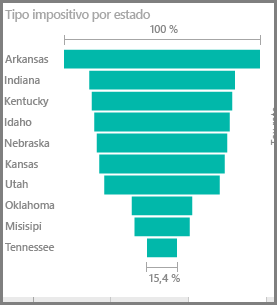 Tipo impositivo por estado
100 %
Arkansas
Indiana
Kentucky
Idaho
Nebraska
Kansas
Utah
Oklahoma
Misisipi
Tennessee
15,4 %